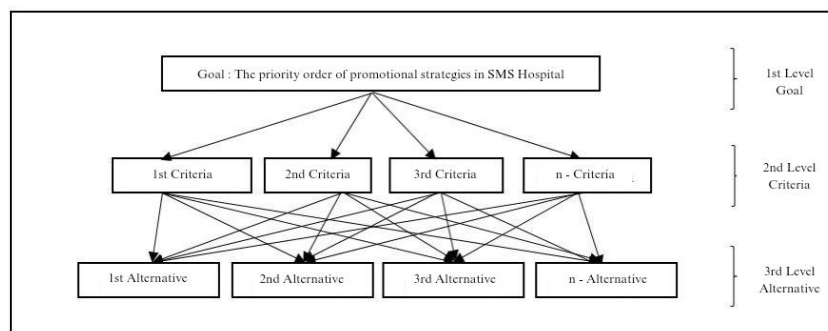 Goal : The priority order of promotional strategies in SMS Hospital
1st Level
Goal
1st Criteria
2nd Criteria
3rd Criteria
n - Criteria
2nd Level
Criteria
1st Alternative
2nd Alternative
3rd Alternative
n - Alternative
3rd Level
Alternative